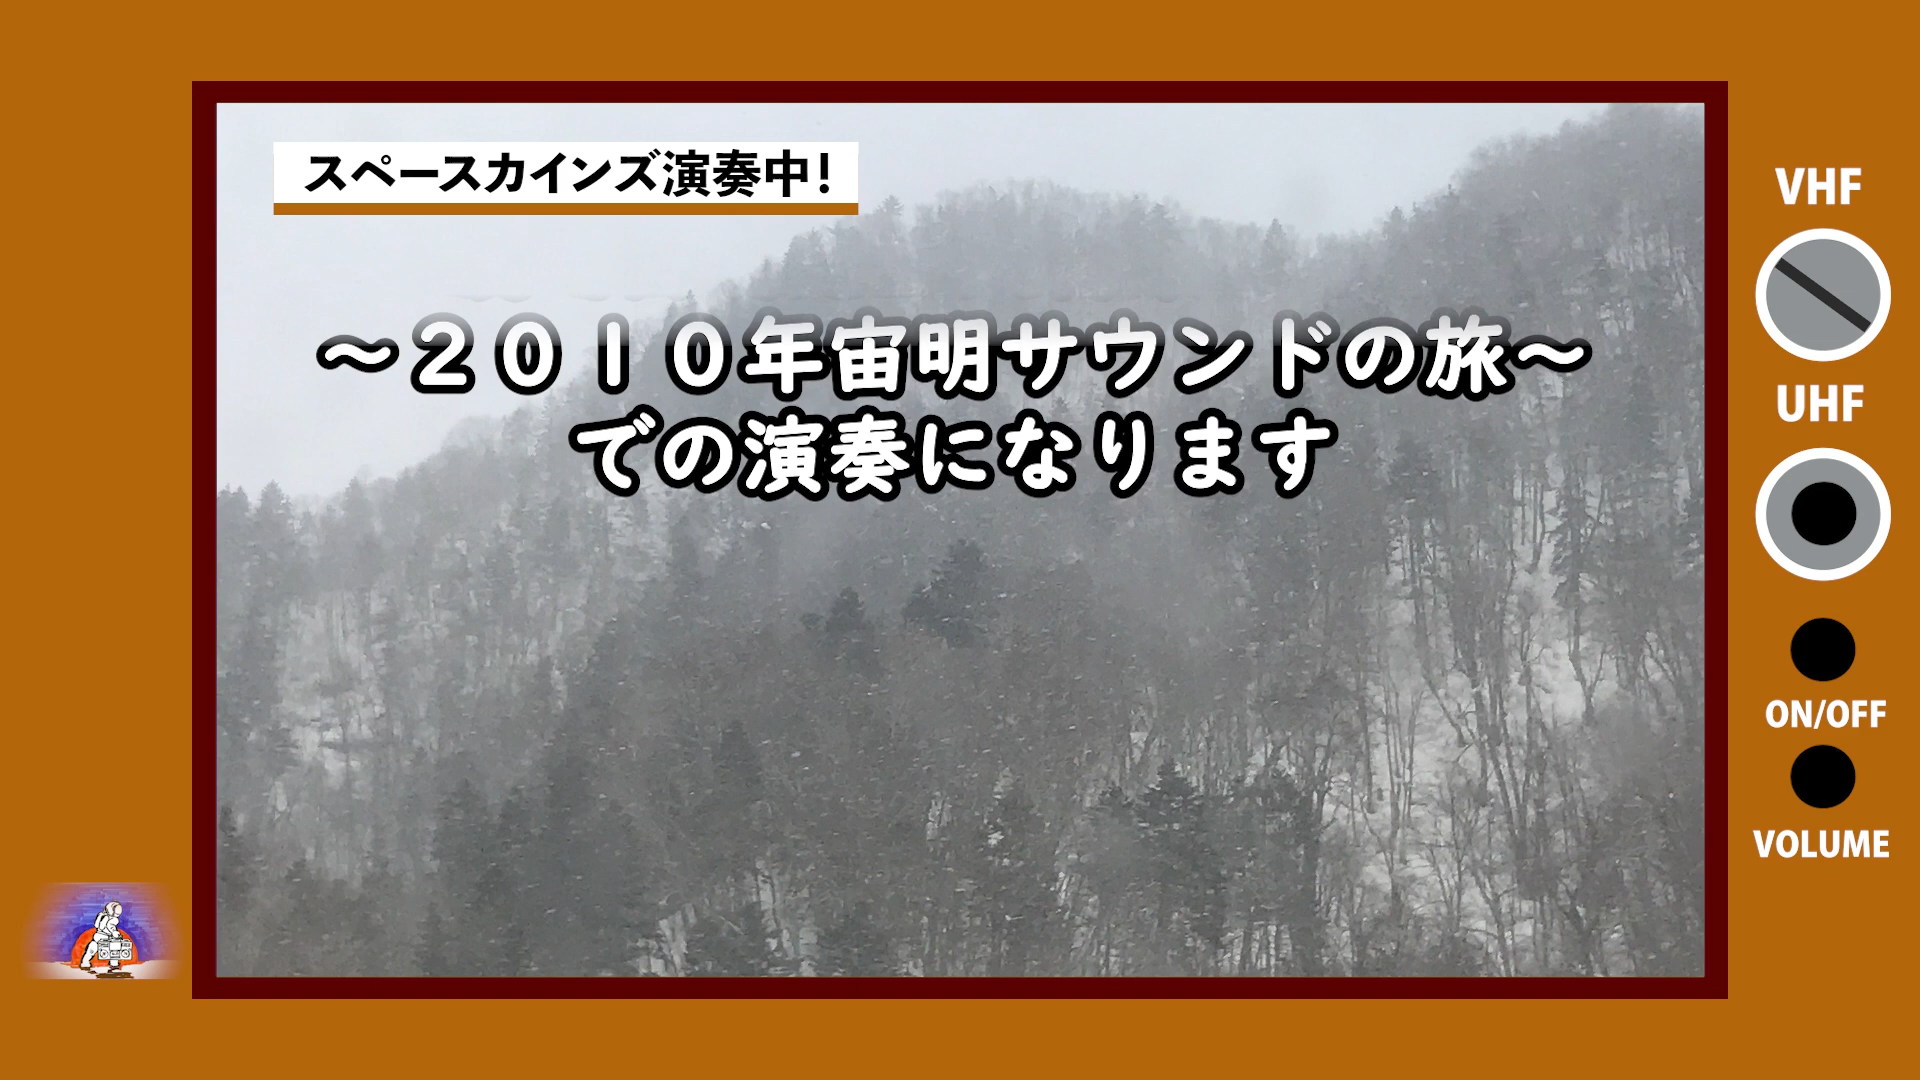 スペースカインズ演奏中！
～２０１０年宙明サウンドの旅～
での演奏になります
VHF
UHF
ON/OFF
VOLUME